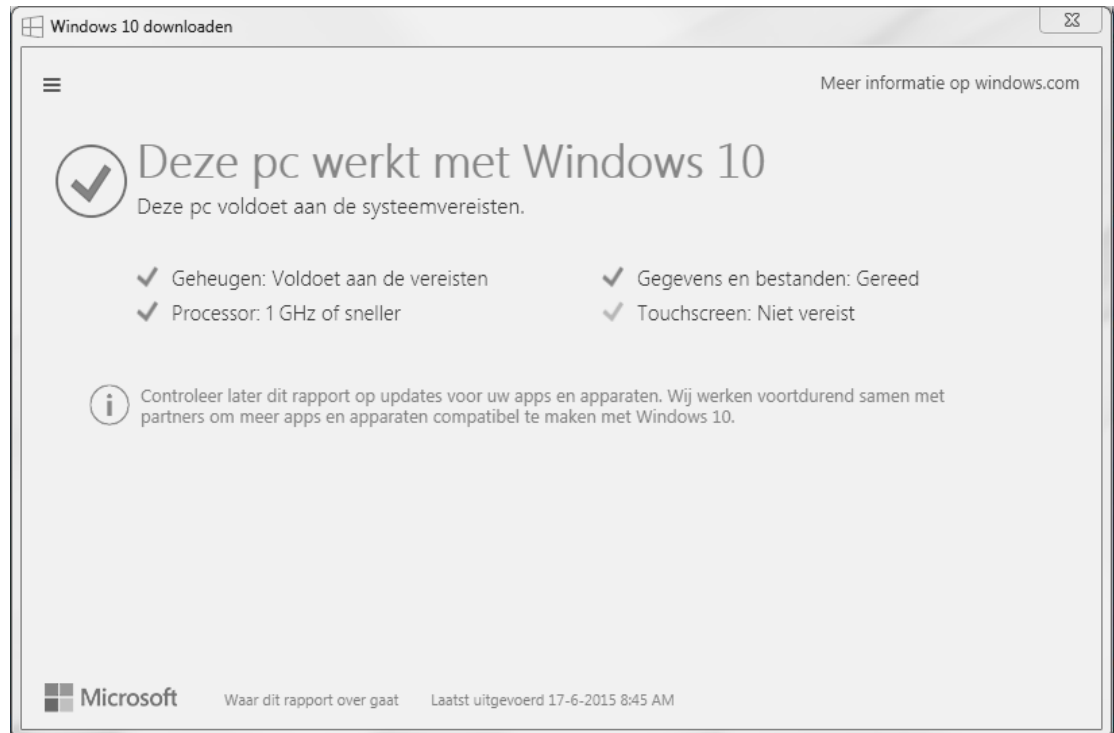 Windows 10 downloaden
Meer informatie op windows.com
Deze pc werkt met Windows 10
Deze pc voldoet aan de systeemvereisten.
Geheugen: Voldoet aan de vereisten
Gegevens en bestanden: Gereed
Processor: 1 GHz of sneller
Touchscreen: Niet vereist
Controleer later dit rapport op updates voor uw apps en apparaten. Wij werken voortdurend samen met
partners om meer apps en apparaten compatibel te maken met Windows 10.
Microsoft
Waar dit rapport over gaat
Laatst uitgevoerd 17-6-2015 8:45 AM